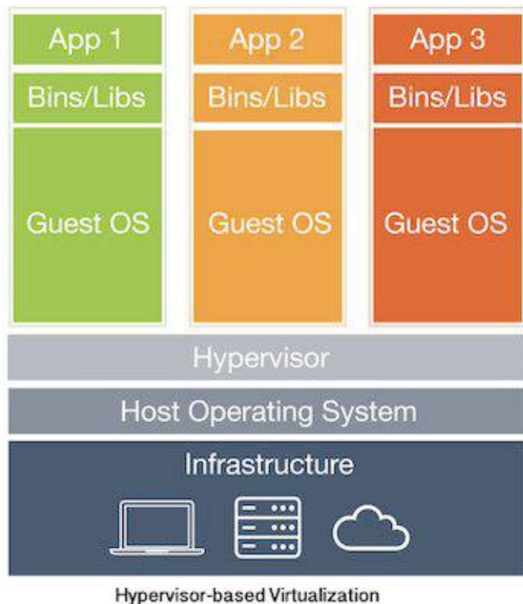 App 1
App 2
App 3
Bins/Libs
Bins/Libs
Bins/Libs
Guest OS
Guest OS
Guest OS
Hypervisor
Host Operating System
Infrastructure
Hypervisor-based Virtualization